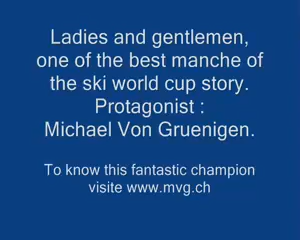 Ladies and gentlemen,
one of the best manche of
the ski world cup story.
Protagonist :
Michael Von Gruenigen.
To know this fantastic champion
visite www.mvg.ch